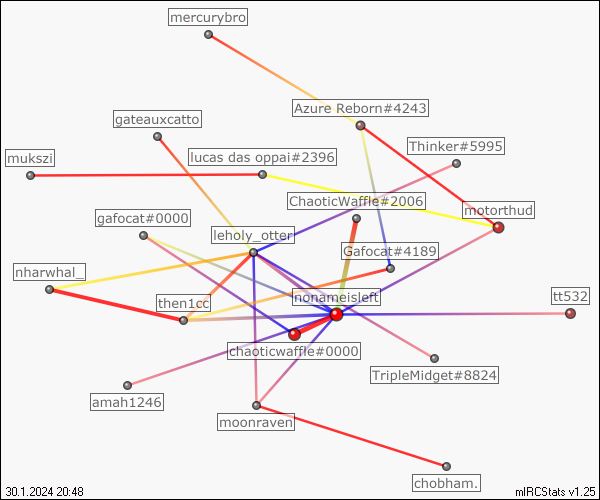 mercurybro
Azure Reborn#4243
gateauxcatto
Thinker#5995
mukszi
lucas das oppai#2396
ChaoticWaffle#2006
motorthud
gafocat#0000
leholy_otter
Gafocat#4189
nharwhal_
then1cc
nonameisleft
tt532
chaoticwaffle#0000
TripleMidget#8824
amah1246
moonraven
chobham.
30.1.2024 20:48
mIRCStats v1.25